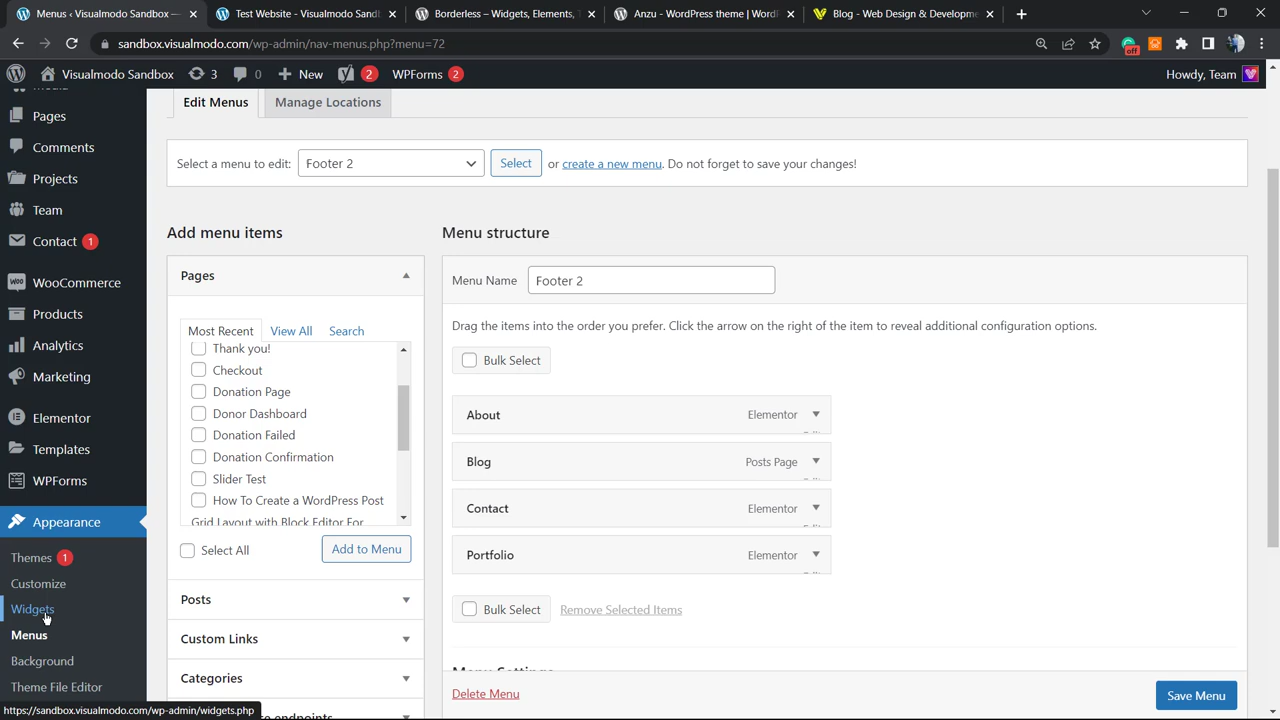 Menus ‹ Visualmodo Sandbox
Test Website - Visualmodo Sandb
Borderless – Widgets, Elements, T
Anzu - WordPress theme | WordP
Blog - Web Design & Developme
sandbox.visualmodo.com/wp-admin/nav-menus.php?menu=72
off
Visualmodo Sandbox 3 0 New 2 WPForms 2 Howdy, Team
Media
Pages
Comments
Projects
Team
Contact 1
WooCommerce
Products
Analytics
Marketing
Elementor
Templates
WPForms
Appearance
Themes 1
Customize
Widgets
Menus
Background
Theme File Editor
https://sandbox.visualmodo.com/wp-admin/widgets.php
Edit Menus Manage Locations
Select a menu to edit: Footer 2 Select or create a new menu. Do not forget to save your changes!
Add menu items
Pages
Most Recent View All Search
Thank you!
Checkout
Donation Page
Donor Dashboard
Donation Failed
Donation Confirmation
Slider Test
How To Create a WordPress Post
Grid Layout with Block Editor For
Select All Add to Menu
Posts
Custom Links
Categories
endpoints
Menu structure
Menu Name Footer 2
Drag the items into the order you prefer. Click the arrow on the right of the item to reveal additional configuration options.
Bulk Select
About Elementor
Blog Posts Page
Contact Elementor
Portfolio Elementor
Bulk Select Remove Selected Items
Menu Settings
Delete Menu Save Menu